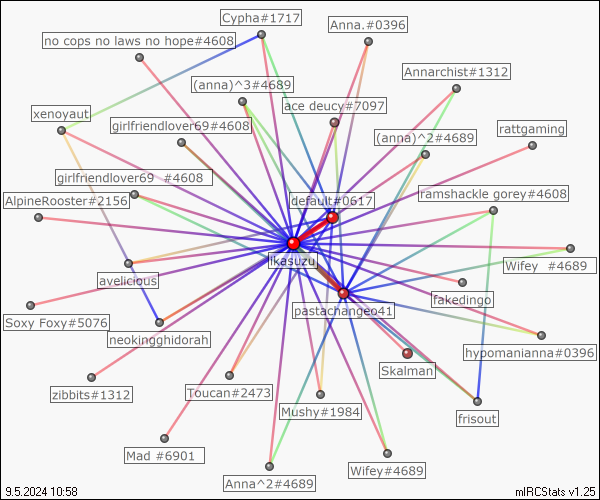 Cypha#1717
Anna.#0396
no cops no laws no hope#4608
Annarchist#1312
(anna)^3#4689
ace deucy#7097
xenoyaut
girlfriendlover69#4608
(anna)^2#4689
rattgaming
girlfriendlover69 #4608
default#0617
ramshackle gorey#4608
AlpineRooster#2156
ikasuzu
Wifey #4689
avelicious
fakedingo
pastachangeo41
Soxy Foxy#5076
neokingghidorah
hypomanianna#0396
Skalman
zibbits#1312
Toucan#2473
Mushy#1984
frisout
Mad #6901
Wifey#4689
Anna^2#4689
9.5.2024 10:58
mIRCStats v1.25